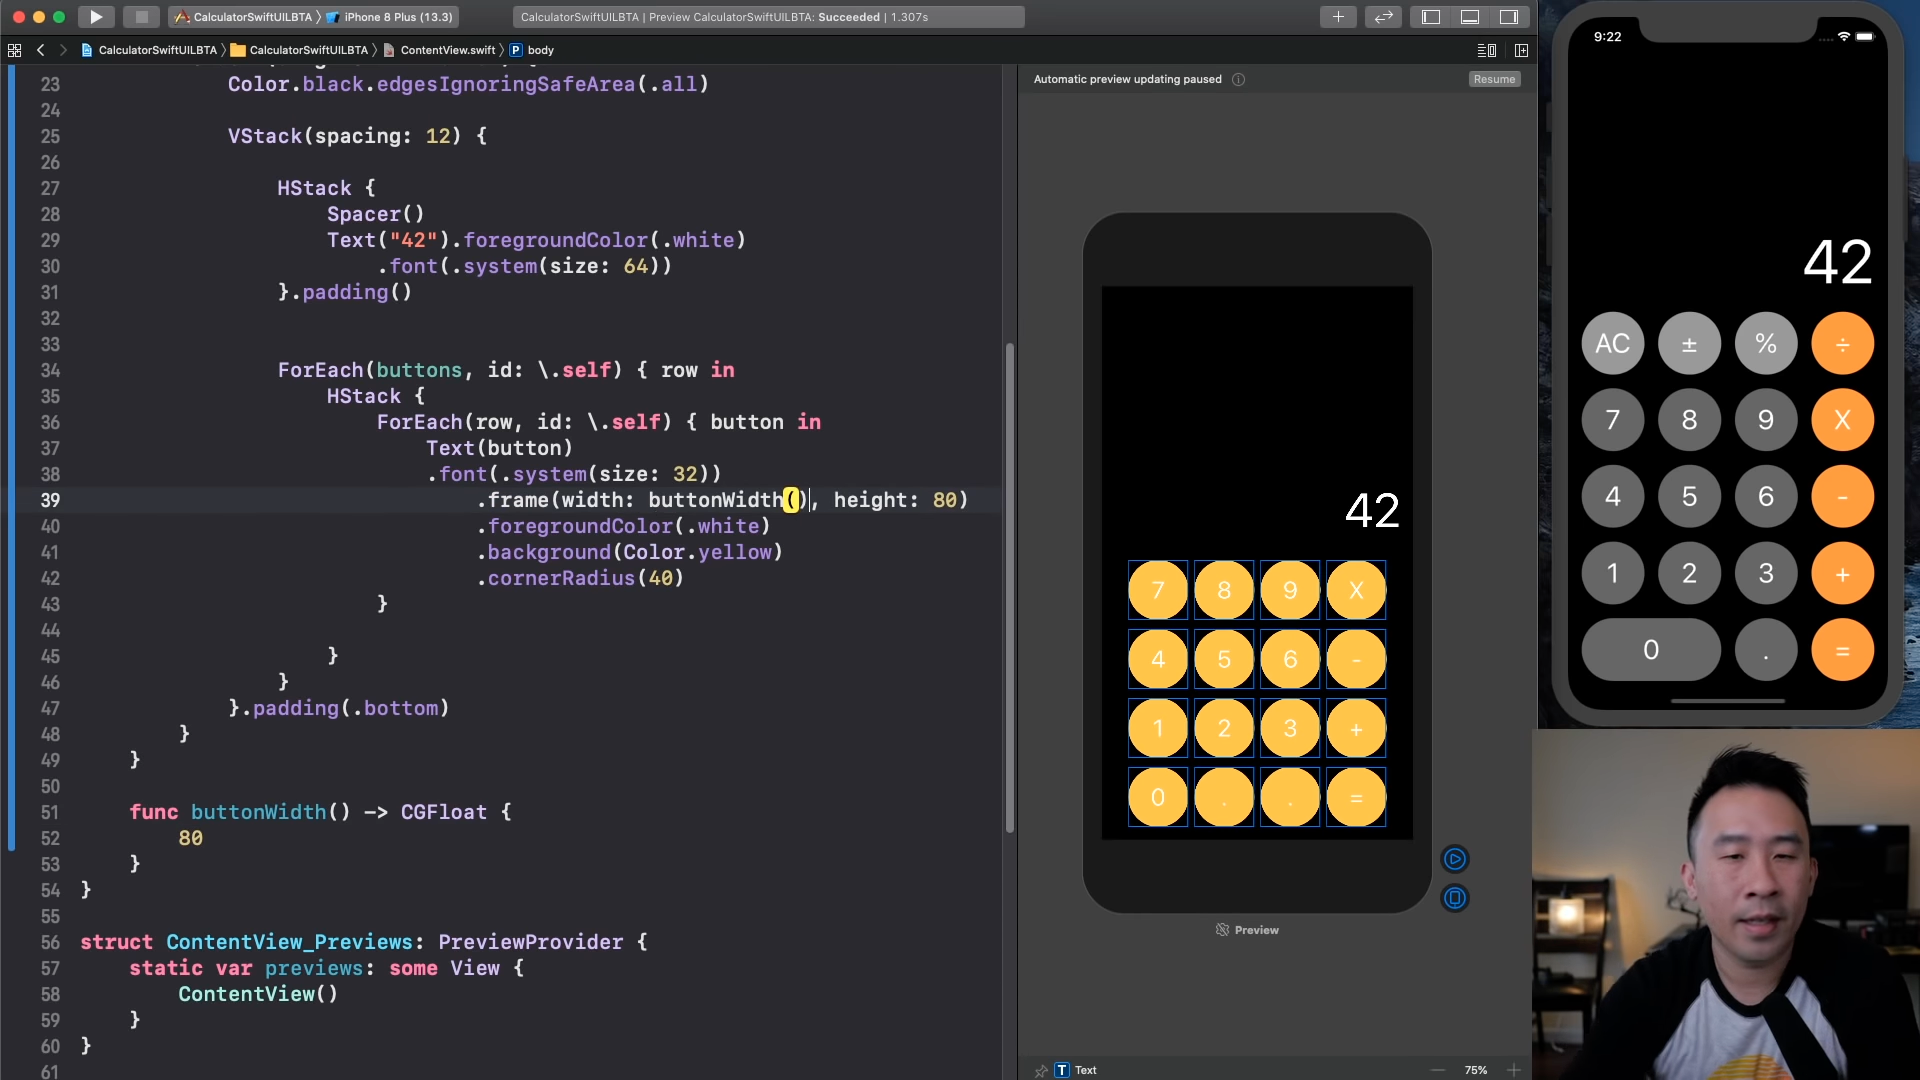 CalculatorSwiftUILBTA 〉 iPhone 8 Plus (13.3)
CalculatorSwiftUILBTA | Preview CalculatorSwiftUILBTA: Succeeded | 1.307s
CalculatorSwiftUILBTA 〉 CalculatorSwiftUILBTA 〉 ContentView.swift 〉 P body
23 Color.black.edgesIgnoringSafeArea(.all)
24
25 VStack(spacing: 12) {
26
27 HStack {
28 Spacer()
29 Text("42").foregroundColor(.white)
30 .font(.system(size: 64))
31 }.padding()
32
33
34 ForEach(buttons, id: \.self) { row in
35 HStack {
36 ForEach(row, id: \.self) { button in
37 Text(button)
38 .font(.system(size: 32))
39 .frame(width: buttonWidth(), height: 80)
40 .foregroundColor(.white)
41 .background(Color.yellow)
42 .cornerRadius(40)
43 }
44
45 }
46 }
47 }.padding(.bottom)
48 }
49 }
50
51 func buttonWidth() -> CGFloat {
52 80
53 }
54 }
55
56 struct ContentView_Previews: PreviewProvider {
57 static var previews: some View {
58 ContentView()
59 }
60 }
61
Automatic preview updating paused
Resume
42
7 8 9 X
4 5 6 -
1 2 3 +
0 . . =
Preview
T Text
75%
9:22
42
AC ± % ÷
7 8 9 X
4 5 6 -
1 2 3 +
0 . =